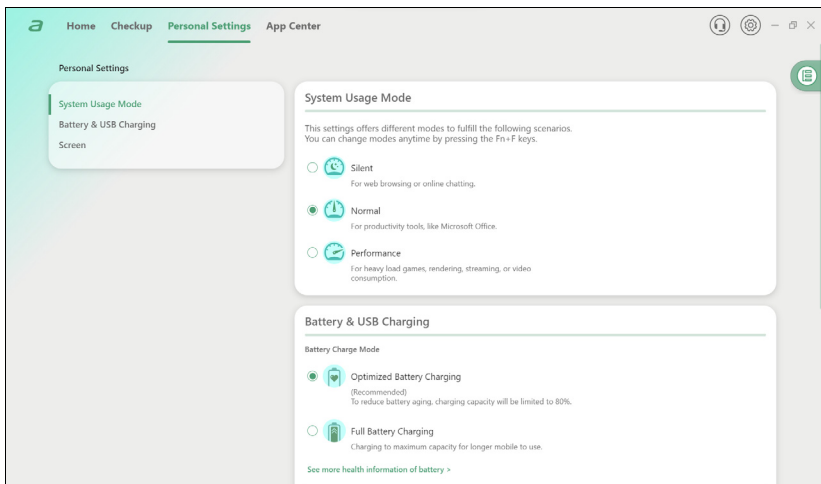 a Home Checkup Personal Settings App Center
Personal Settings
System Usage Mode
Battery & USB Charging
Screen
System Usage Mode
This settings offers different modes to fulfill the following scenarios.
You can change modes anytime by pressing the Fn+F keys.
Silent
For web browsing or online chatting.
Normal
For productivity tools, like Microsoft Office.
Performance
For heavy load games, rendering, streaming, or video
consumption.
Battery & USB Charging
Battery Charge Mode
Optimized Battery Charging
(Recommended)
To reduce battery aging, charging capacity will be limited to 80%.
Full Battery Charging
Charging to maximum capacity for longer mobile to use.
See more health information of battery >